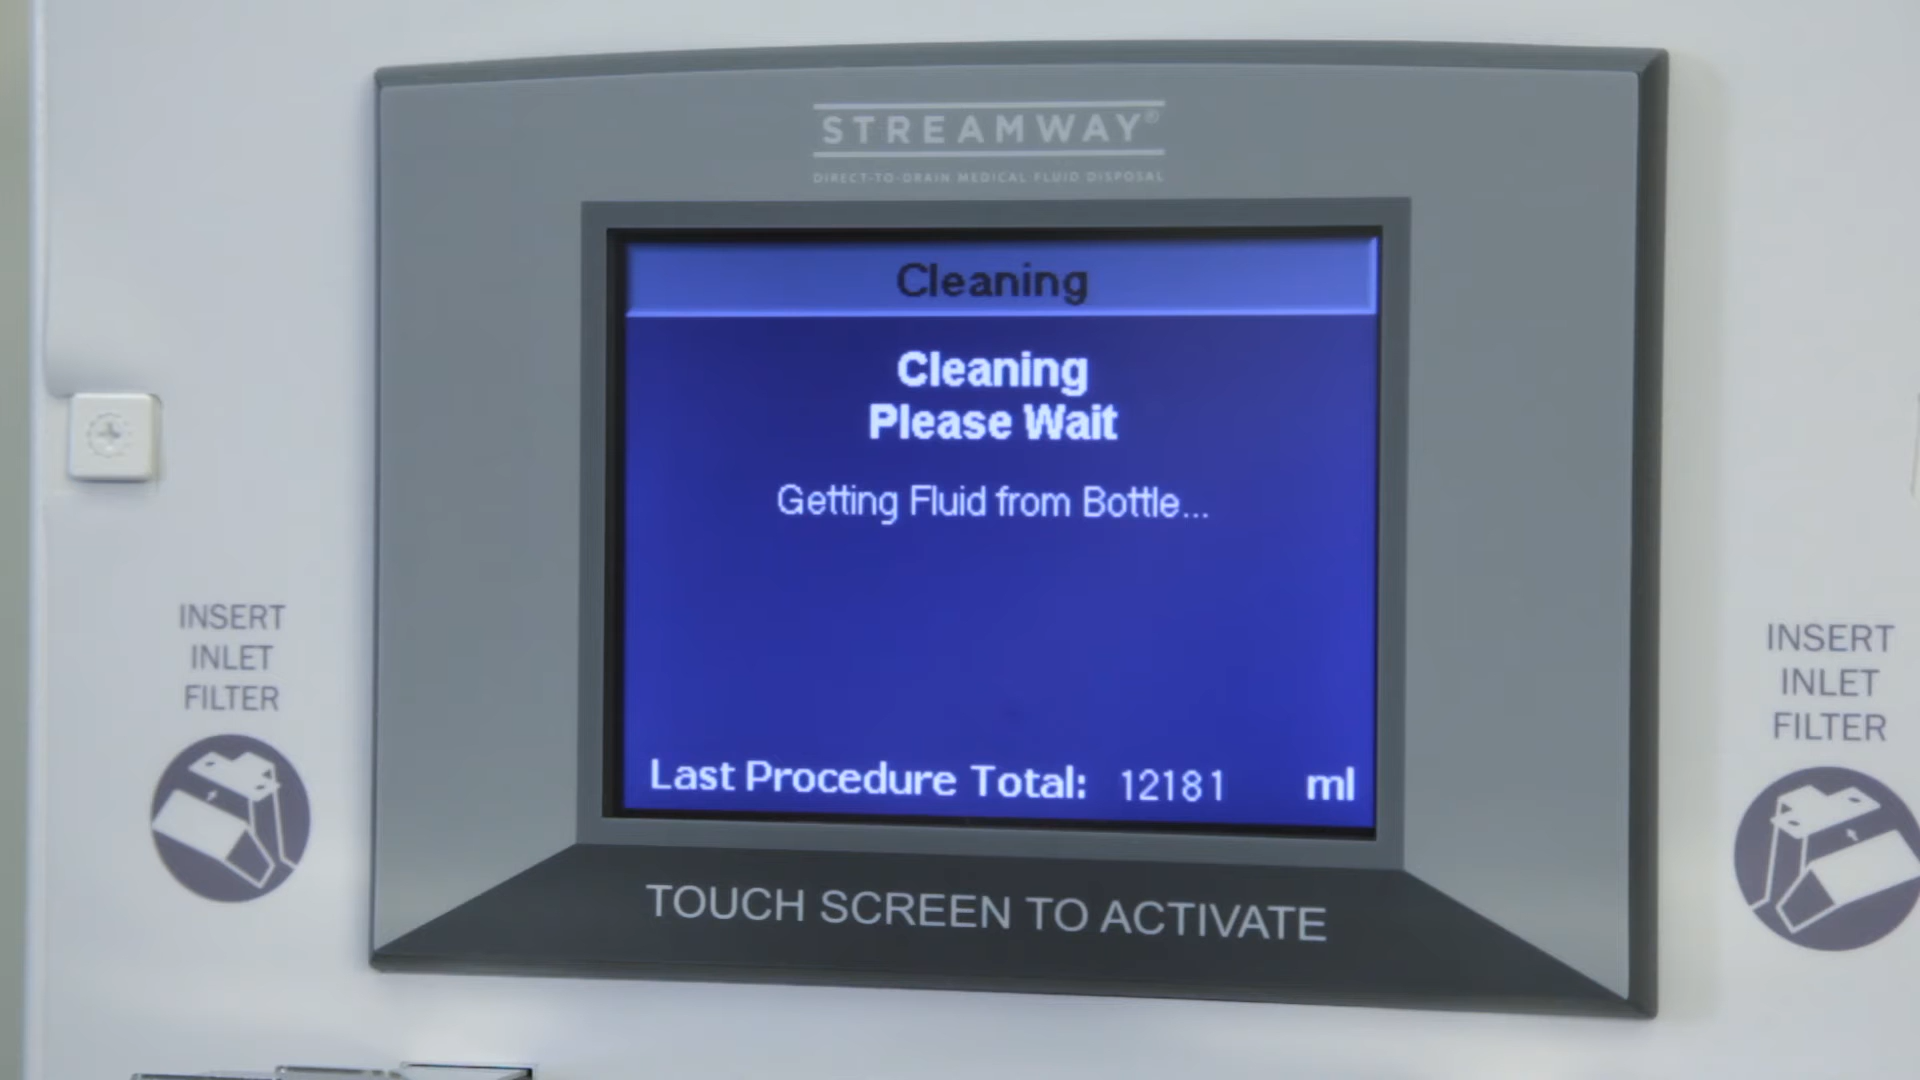 STREAMWAY®
DIRECT-TO-DRAIN MEDICAL FLUID DISPOSAL
Cleaning
Cleaning
Please Wait
Getting Fluid from Bottle...
Last Procedure Total: 12181 ml
TOUCH SCREEN TO ACTIVATE
INSERT
INLET
FILTER
INSERT
INLET
FILTER